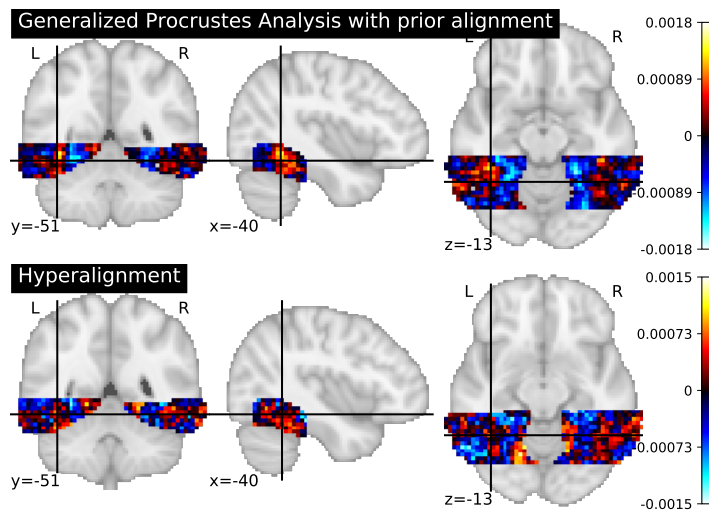 Generalized Procrustes Analysis with prior alignment
L R L R
0.0018
0.00089
0
-0.00089
-0.0018
y=-51 x=-40 z=-13
Hyperalignment
L R L R
0.0015
0.00073
0
-0.00073
-0.0015
y=-51 x=-40 z=-13